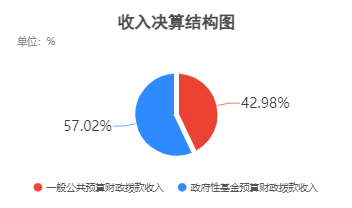 收入决算结构图
单位：%
42.98%
57.02%
一般公共预算财政拨款收入
政府性基金预算财政拨款收入